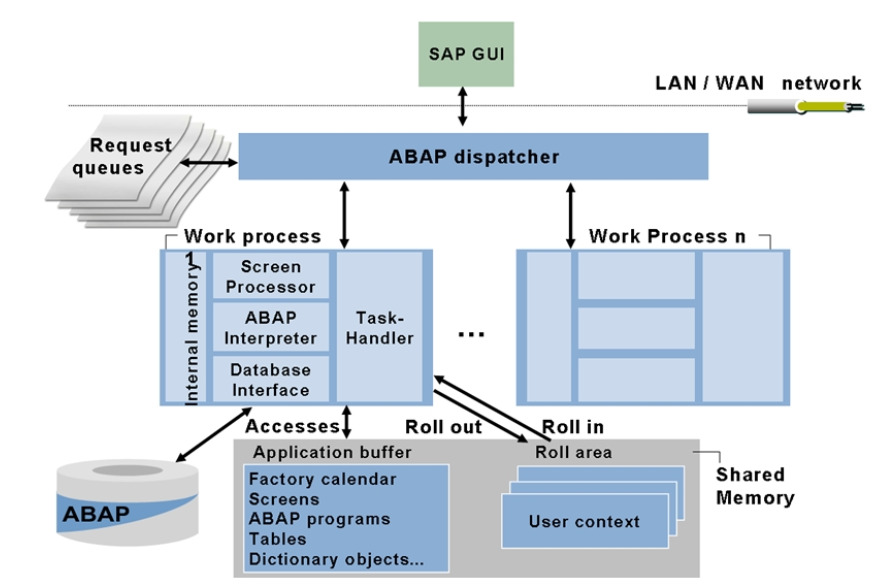 SAP GUI
LAN / WAN network
Request
queues
ABAP dispatcher
Work process
1
Work Process n
Internal memory
Screen
Processor
ABAP
Interpreter
Database
Interface
Task-
Handler
...
Accesses
Roll out
Roll in
Application buffer
Roll area
Shared
Memory
Factory calendar
Screens
ABAP programs
Tables
Dictionary objects...
User context
ABAP